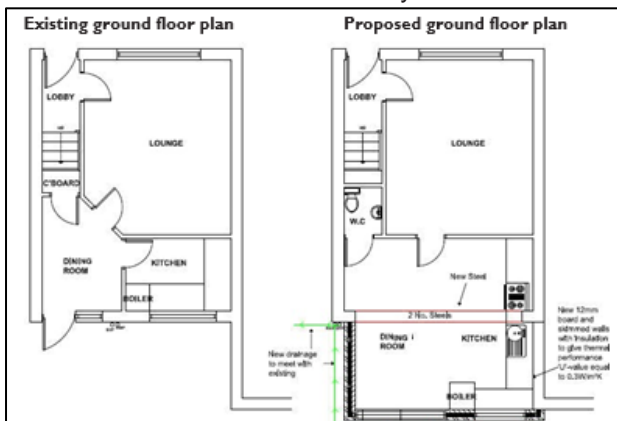 Existing ground floor plan
Proposed ground floor plan
LOBBY
LOUNGE
C'BOARD
DINING
ROOM
KITCHEN
BOILER
LOBBY
LOUNGE
W.C
New Steel
2 No. Steels
New drainage
to meet with
existing
DINING
ROOM
KITCHEN
BOILER
New 12mm
board and
skimmed walls
with insulation
to give thermal
performance
'U'-value equal
to 0.3W/m²K